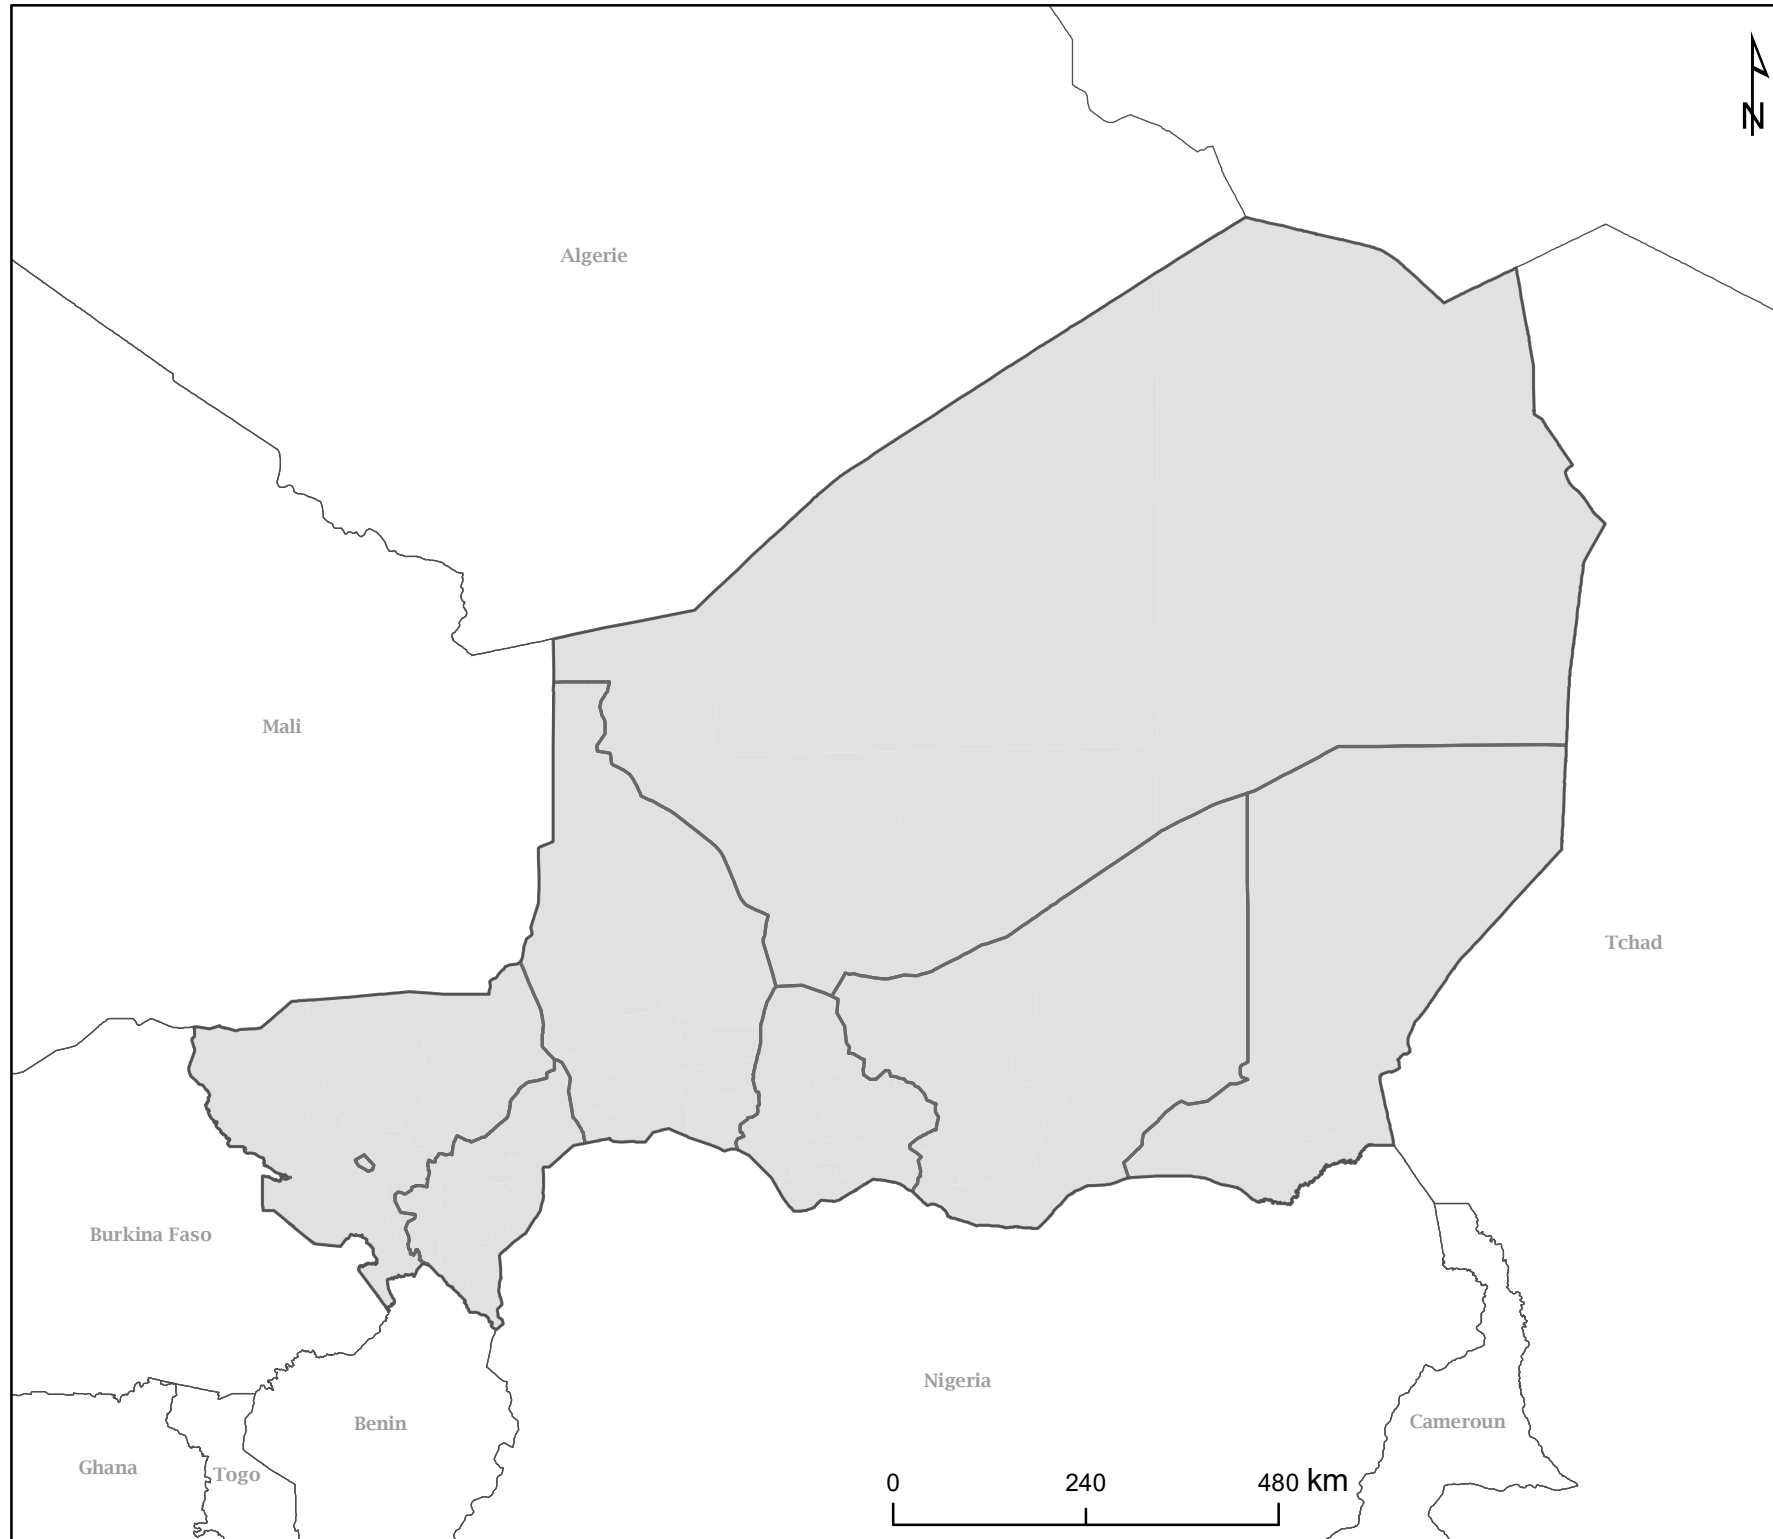 N
Algerie
Mali
Tchad
Burkina Faso
Nigeria
Benin
Cameroun
Ghana
Togo
0 240 480 km